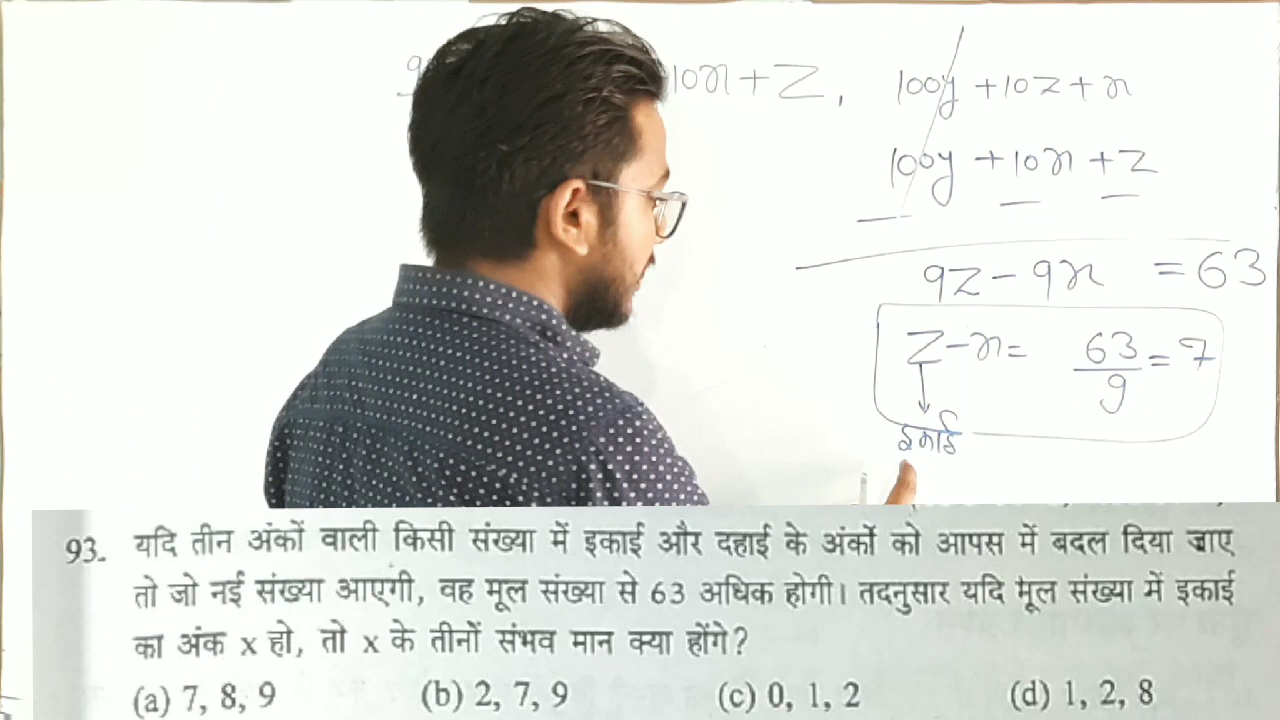 10x + Z, 100y + 10z + x
100y + 10x + z
9z - 9x = 63
z - x = 63/9 = 7
इकाई
93. यदि तीन अंकों वाली किसी संख्या में इकाई और दहाई के अंकों को आपस में बदल दिया जाए
तो जो नई संख्या आएगी, वह मूल संख्या से 63 अधिक होगी। तदनुसार यदि मूल संख्या में इकाई
का अंक x हो, तो x के तीनों संभव मान क्या होंगे?
(a) 7, 8, 9 (b) 2, 7, 9 (c) 0, 1, 2 (d) 1, 2, 8